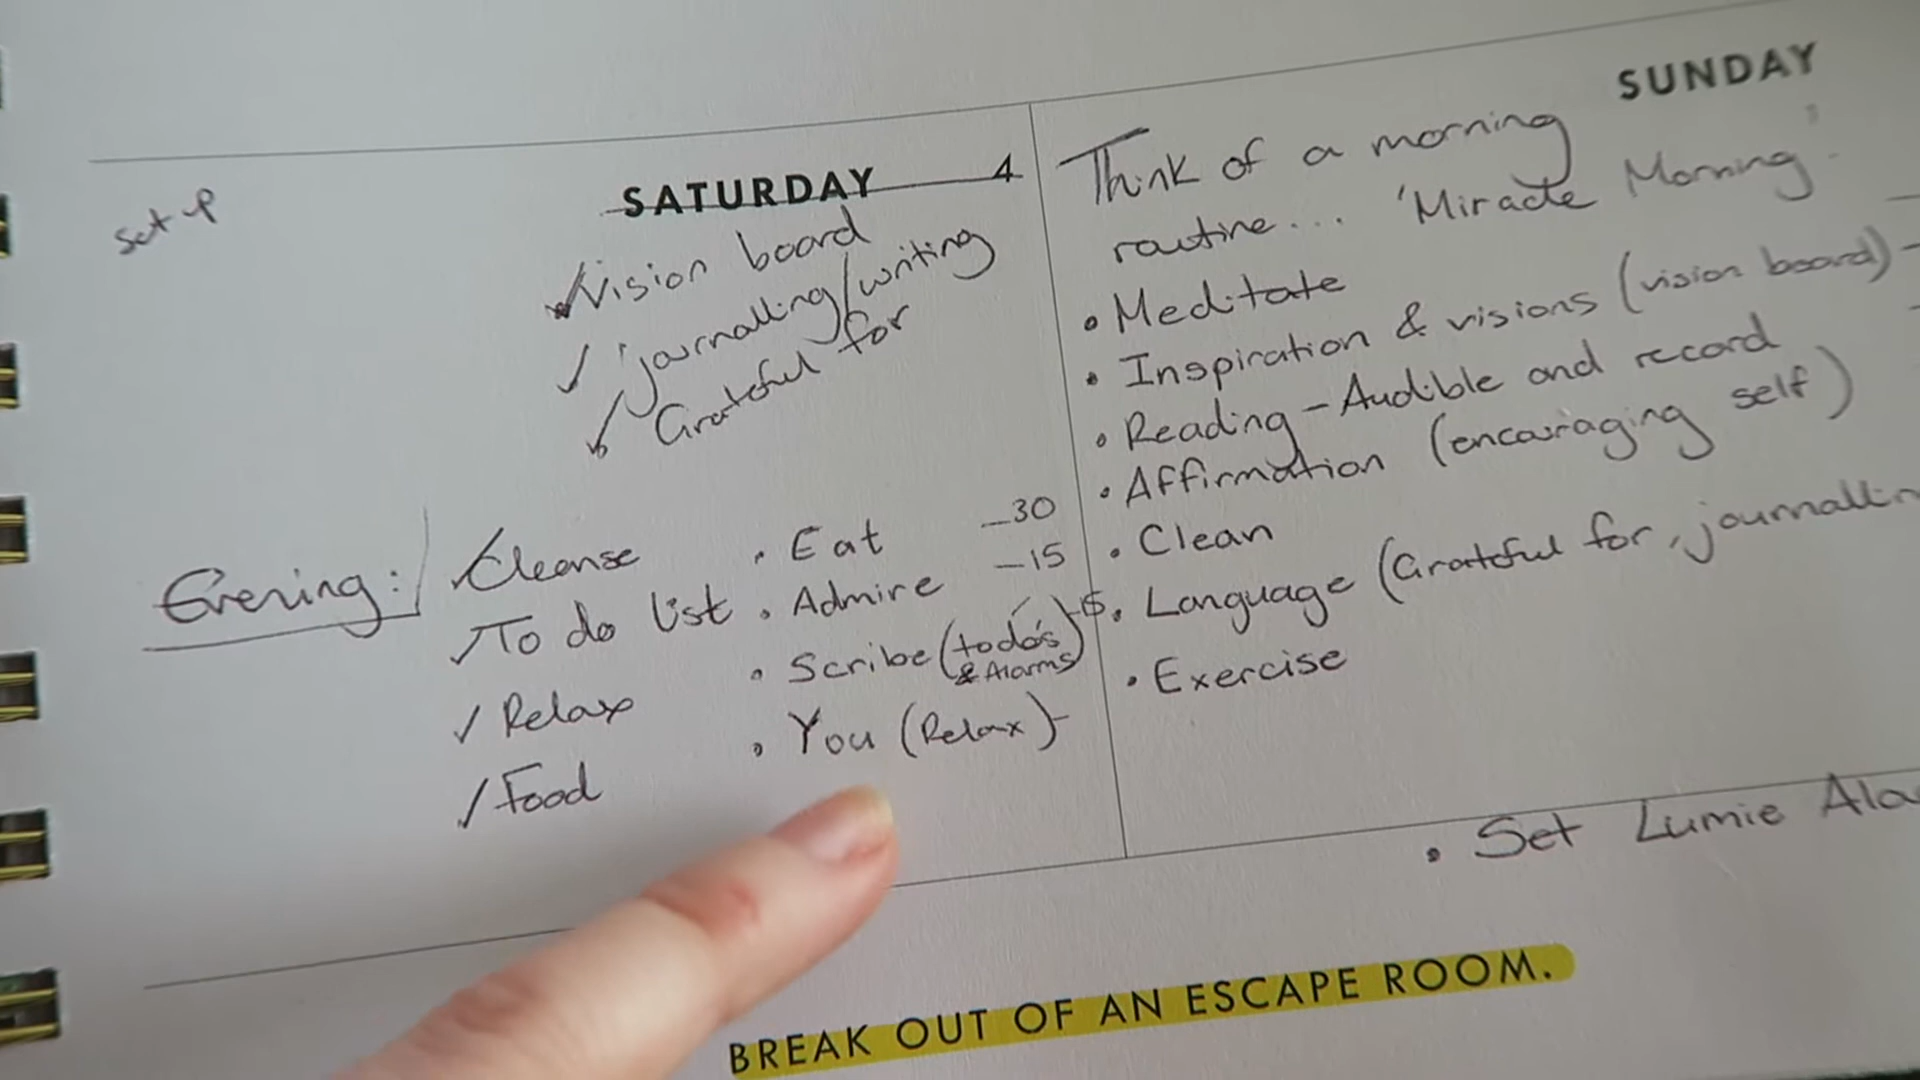 set up
SATURDAY 4
Vision board
journalling/writing
Grateful for
Evening:
Cleanse
To do list
Relax
Food
• Eat -30
• Admire -15
• Scribe (todo's & Alarms)
• You (Relax)-
SUNDAY
Think of a morning
routine... 'Miracle Morning'
• Meditate
• Inspiration & visions (vision board) -
• Reading - Audible and record
• Affirmation (encouraging self)
• Clean
• Language (Grateful for, journallin
• Exercise
• Set Lumie Ala
BREAK OUT OF AN ESCAPE ROOM.